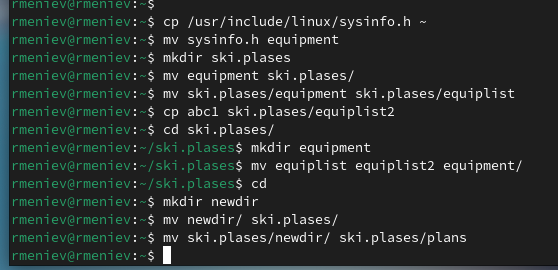 rmeniev@rmeniev:~$
rmeniev@rmeniev:~$ cp /usr/include/linux/sysinfo.h ~
rmeniev@rmeniev:~$ mv sysinfo.h equipment
rmeniev@rmeniev:~$ mkdir ski.plases
rmeniev@rmeniev:~$ mv equipment ski.plases/
rmeniev@rmeniev:~$ mv ski.plases/equipment ski.plases/equiplist
rmeniev@rmeniev:~$ cp abc1 ski.plases/equiplist2
rmeniev@rmeniev:~$ cd ski.plases/
rmeniev@rmeniev:~/ski.plases$ mkdir equipment
rmeniev@rmeniev:~/ski.plases$ mv equiplist equiplist2 equipment/
rmeniev@rmeniev:~/ski.plases$ cd
rmeniev@rmeniev:~$ mkdir newdir
rmeniev@rmeniev:~$ mv newdir/ ski.plases/
rmeniev@rmeniev:~$ mv ski.plases/newdir/ ski.plases/plans
rmeniev@rmeniev:~$